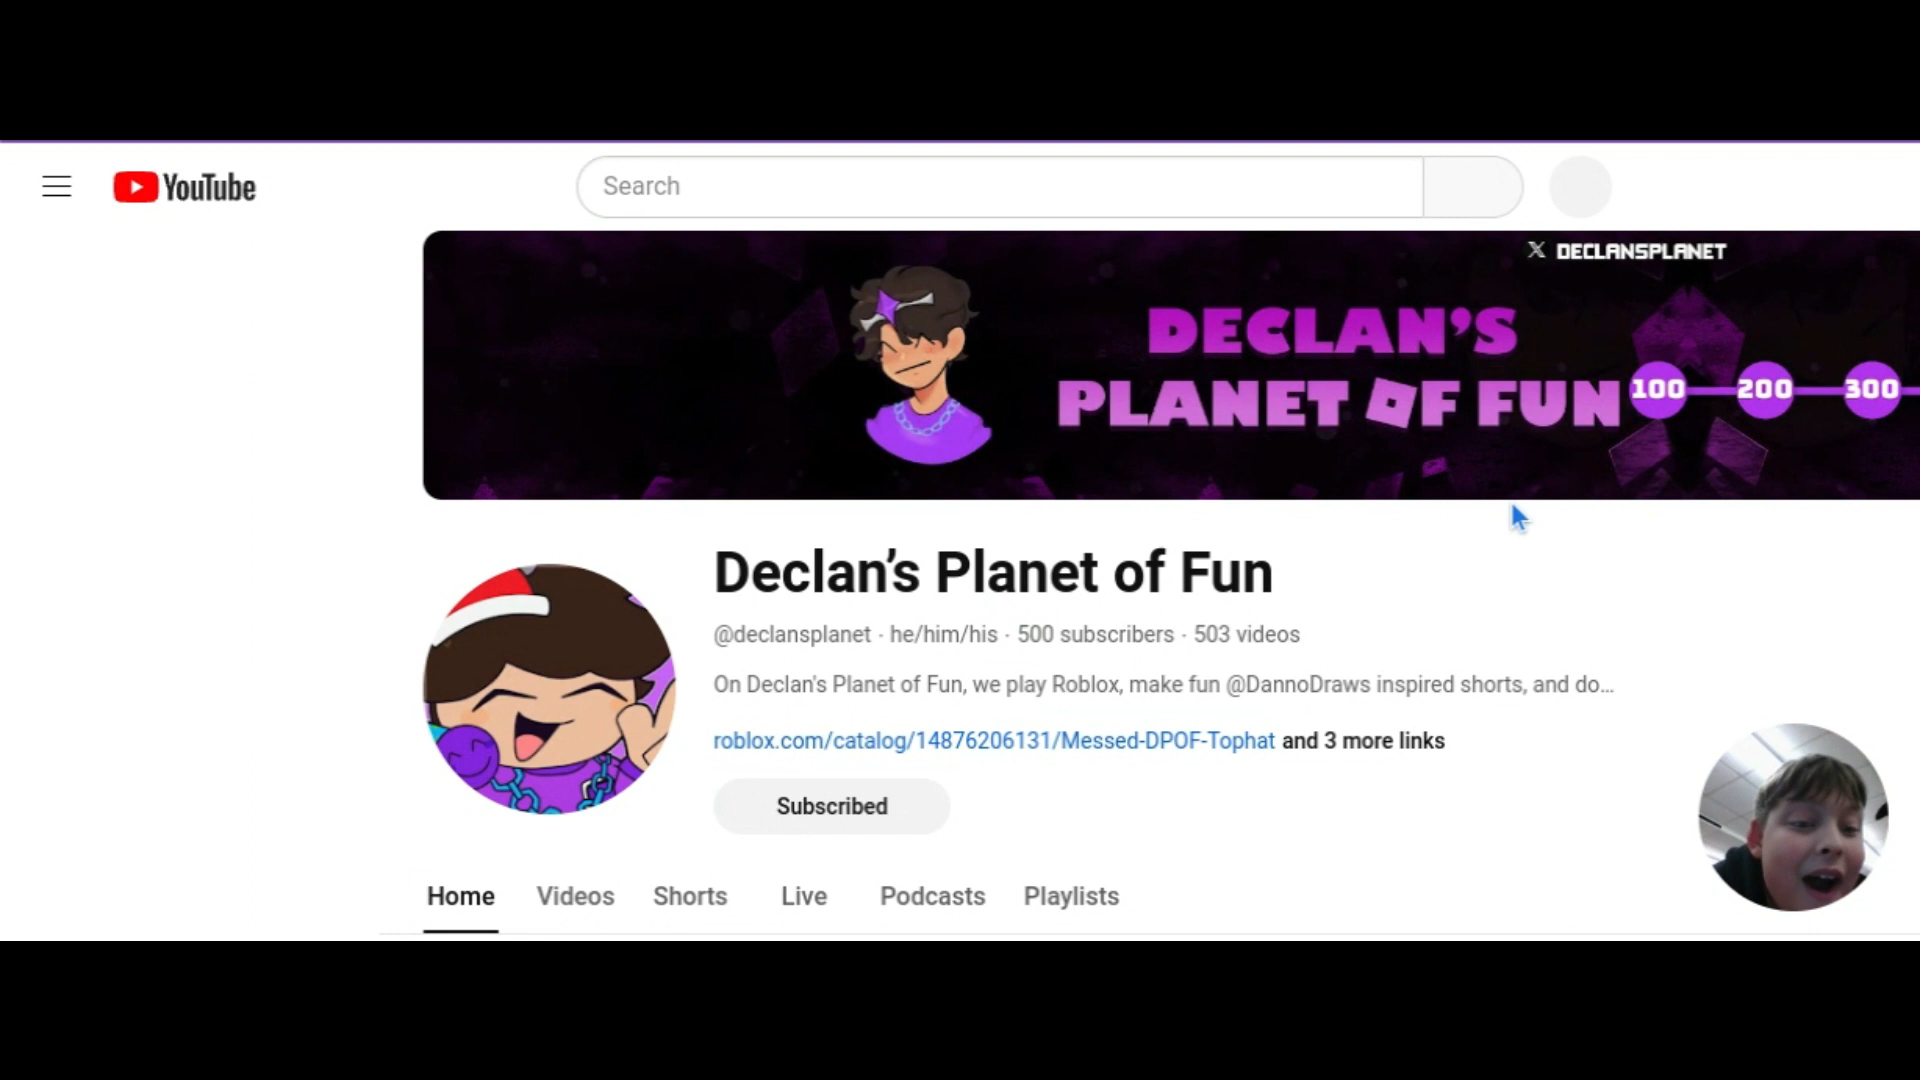 YouTube
Search
X DECLANSPLANET
DECLAN'S
PLANET OF FUN
100 200 300
Declan’s Planet of Fun
@declansplanet · he/him/his · 500 subscribers · 503 videos
On Declan's Planet of Fun, we play Roblox, make fun @DannoDraws inspired shorts, and do...
roblox.com/catalog/14876206131/Messed-DPOF-Tophat and 3 more links
Subscribed
Home Videos Shorts Live Podcasts Playlists